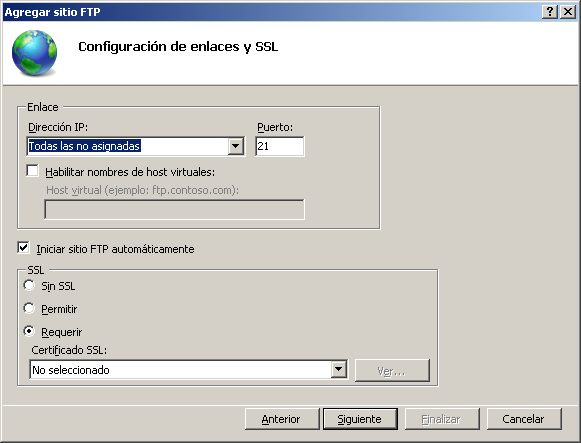 Agregar sitio FTP
Configuración de enlaces y SSL
Enlace
Dirección IP: Puerto:
Todas las no asignadas 21
Habilitar nombres de host virtuales:
Host virtual (ejemplo: ftp.contoso.com):
Iniciar sitio FTP automáticamente
SSL
Sin SSL
Permitir
Requerir
Certificado SSL:
No seleccionado Ver...
Anterior Siguiente Finalizar Cancelar